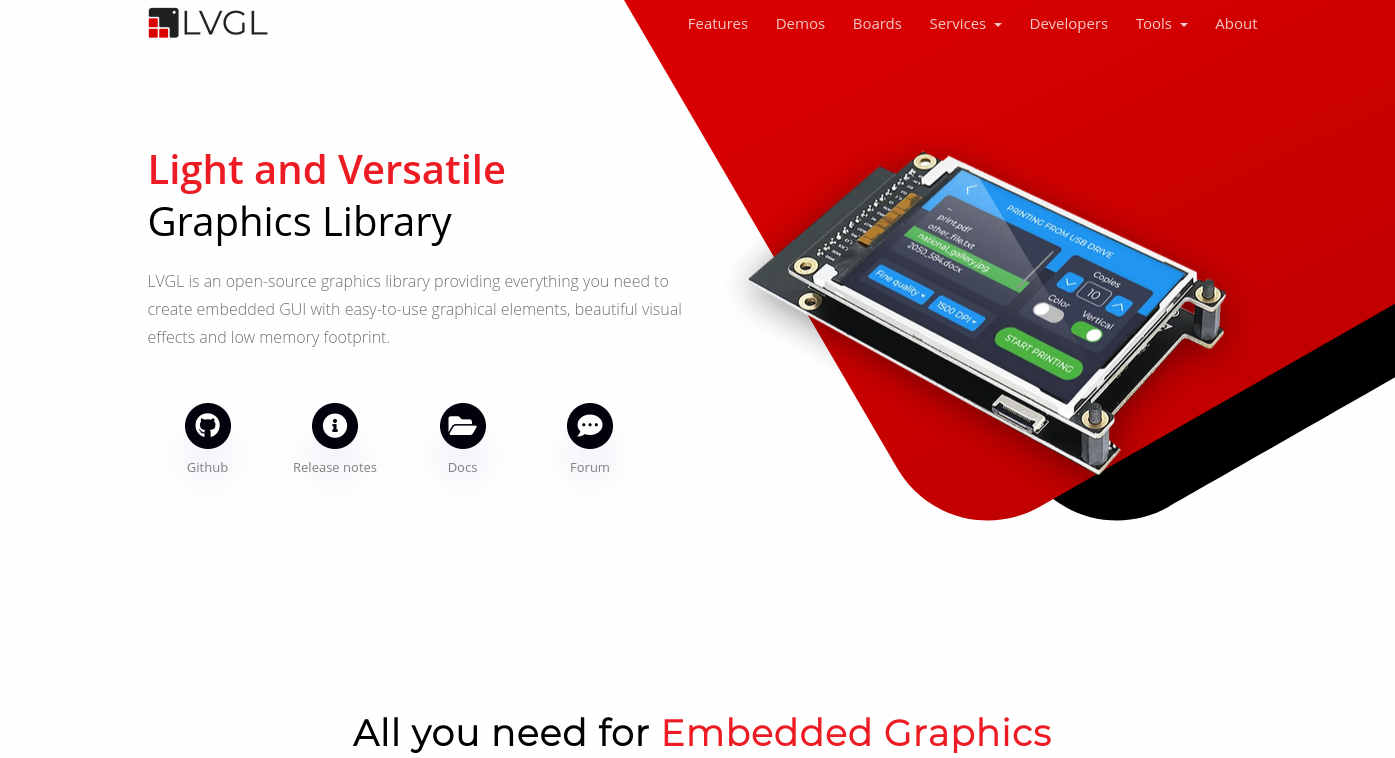 LVGL
Features Demos Boards Services Developers Tools About
Light and Versatile
Graphics Library
LVGL is an open-source graphics library providing everything you need to
create embedded GUI with easy-to-use graphical elements, beautiful visual
effects and low memory footprint.
PRINTING FROM USB DRIVE
..
print.pdf
other_file.txt
national_gallery.jpg
2050_584.docx
Fine quality
1500 DPI
Copies
10
Color
Vertical
START PRINTING
Github Release notes Docs Forum
All you need for Embedded Graphics